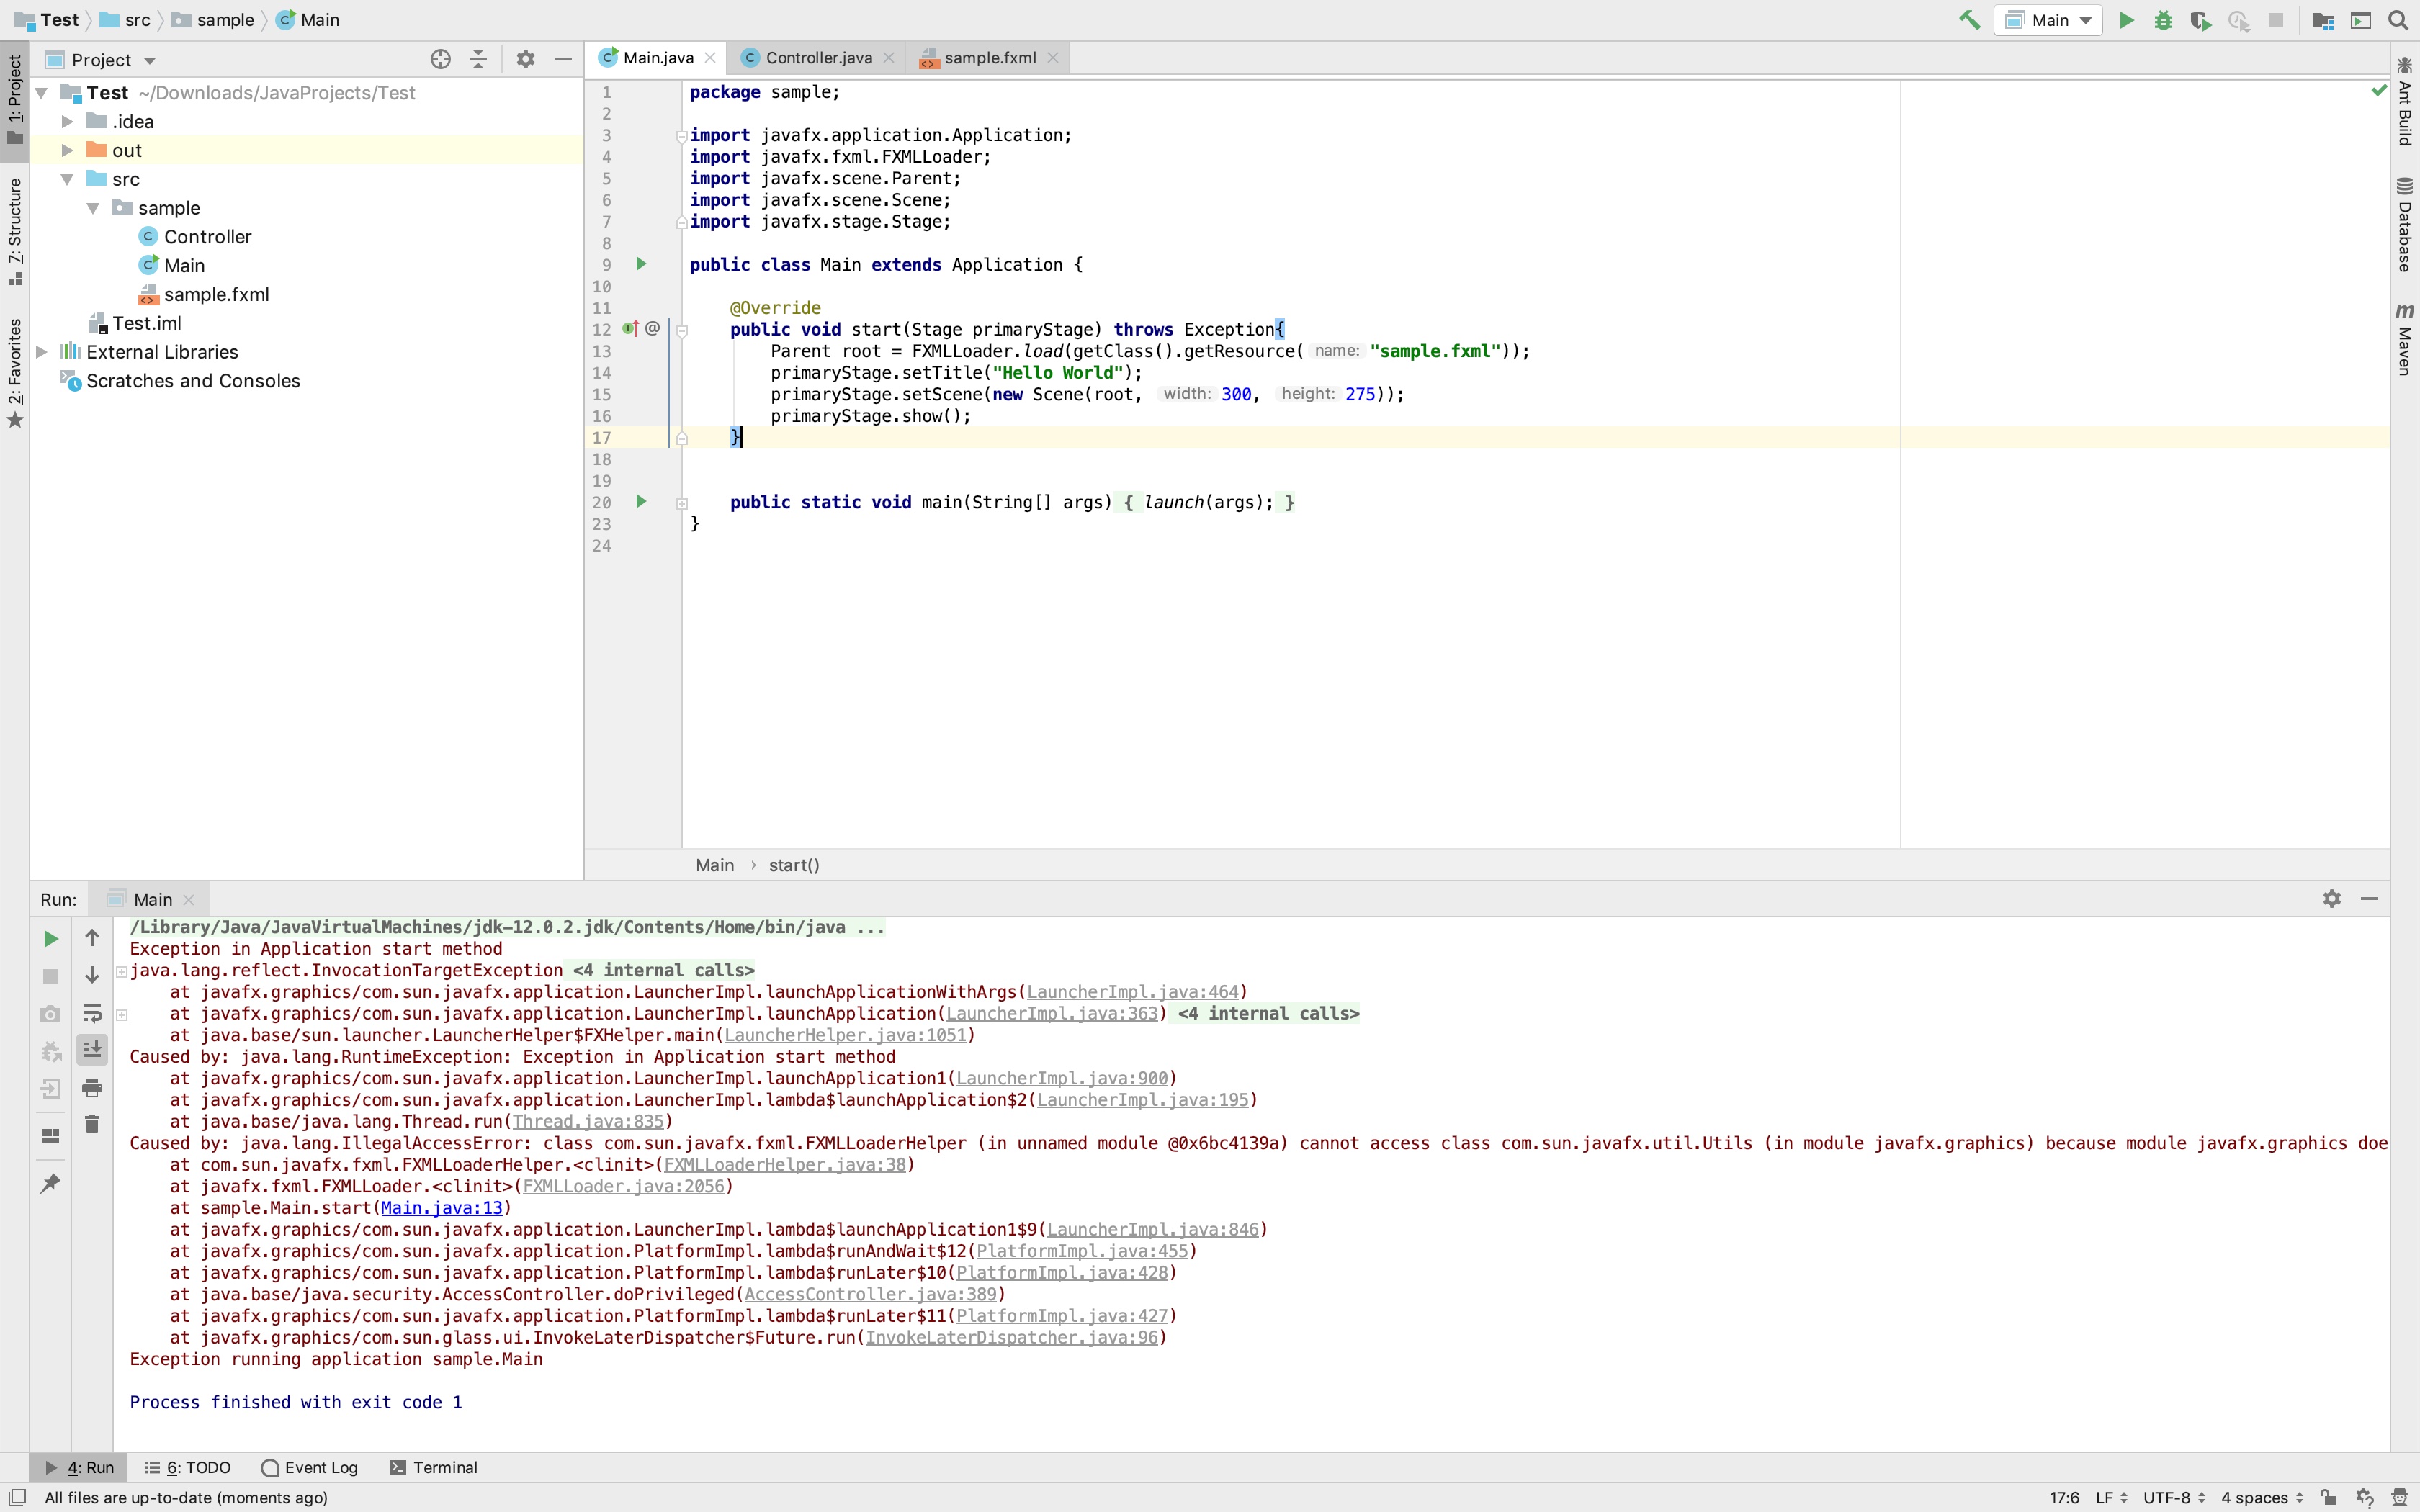 Test src sample Main
Main
Project
Main.java Controller.java sample.fxml
1: Project
7: Structure
2: Favorites
Test ~/Downloads/JavaProjects/Test
.idea
out
src
sample
Controller
Main
sample.fxml
Test.iml
External Libraries
Scratches and Consoles
1 package sample;
2
3 import javafx.application.Application;
4 import javafx.fxml.FXMLLoader;
5 import javafx.scene.Parent;
6 import javafx.scene.Scene;
7 import javafx.stage.Stage;
8
9 public class Main extends Application {
10
11 @Override
12 @ public void start(Stage primaryStage) throws Exception{
13 Parent root = FXMLLoader.load(getClass().getResource( name: "sample.fxml"));
14 primaryStage.setTitle("Hello World");
15 primaryStage.setScene(new Scene(root, width: 300, height: 275));
16 primaryStage.show();
17 }
18
19
20 public static void main(String[] args) { launch(args); }
23 }
24
Main › start()
Ant Build
Database
Maven
Run: Main
/Library/Java/JavaVirtualMachines/jdk-12.0.2.jdk/Contents/Home/bin/java ...
Exception in Application start method
java.lang.reflect.InvocationTargetException <4 internal calls>
at javafx.graphics/com.sun.javafx.application.LauncherImpl.launchApplicationWithArgs(LauncherImpl.java:464)
at javafx.graphics/com.sun.javafx.application.LauncherImpl.launchApplication(LauncherImpl.java:363) <4 internal calls>
at java.base/sun.launcher.LauncherHelper$FXHelper.main(LauncherHelper.java:1051)
Caused by: java.lang.RuntimeException: Exception in Application start method
at javafx.graphics/com.sun.javafx.application.LauncherImpl.launchApplication1(LauncherImpl.java:900)
at javafx.graphics/com.sun.javafx.application.LauncherImpl.lambda$launchApplication$2(LauncherImpl.java:195)
at java.base/java.lang.Thread.run(Thread.java:835)
Caused by: java.lang.IllegalAccessError: class com.sun.javafx.fxml.FXMLLoaderHelper (in unnamed module @0x6bc4139a) cannot access class com.sun.javafx.util.Utils (in module javafx.graphics) because module javafx.graphics doe
at com.sun.javafx.fxml.FXMLLoaderHelper.<clinit>(FXMLLoaderHelper.java:38)
at javafx.fxml.FXMLLoader.<clinit>(FXMLLoader.java:2056)
at sample.Main.start(Main.java:13)
at javafx.graphics/com.sun.javafx.application.LauncherImpl.lambda$launchApplication1$9(LauncherImpl.java:846)
at javafx.graphics/com.sun.javafx.application.PlatformImpl.lambda$runAndWait$12(PlatformImpl.java:455)
at javafx.graphics/com.sun.javafx.application.PlatformImpl.lambda$runLater$10(PlatformImpl.java:428)
at java.base/java.security.AccessController.doPrivileged(AccessController.java:389)
at javafx.graphics/com.sun.javafx.application.PlatformImpl.lambda$runLater$11(PlatformImpl.java:427)
at javafx.graphics/com.sun.glass.ui.InvokeLaterDispatcher$Future.run(InvokeLaterDispatcher.java:96)
Exception running application sample.Main
Process finished with exit code 1
4: Run 6: TODO Event Log Terminal
All files are up-to-date (moments ago) 17:6 LF UTF-8 4 spaces